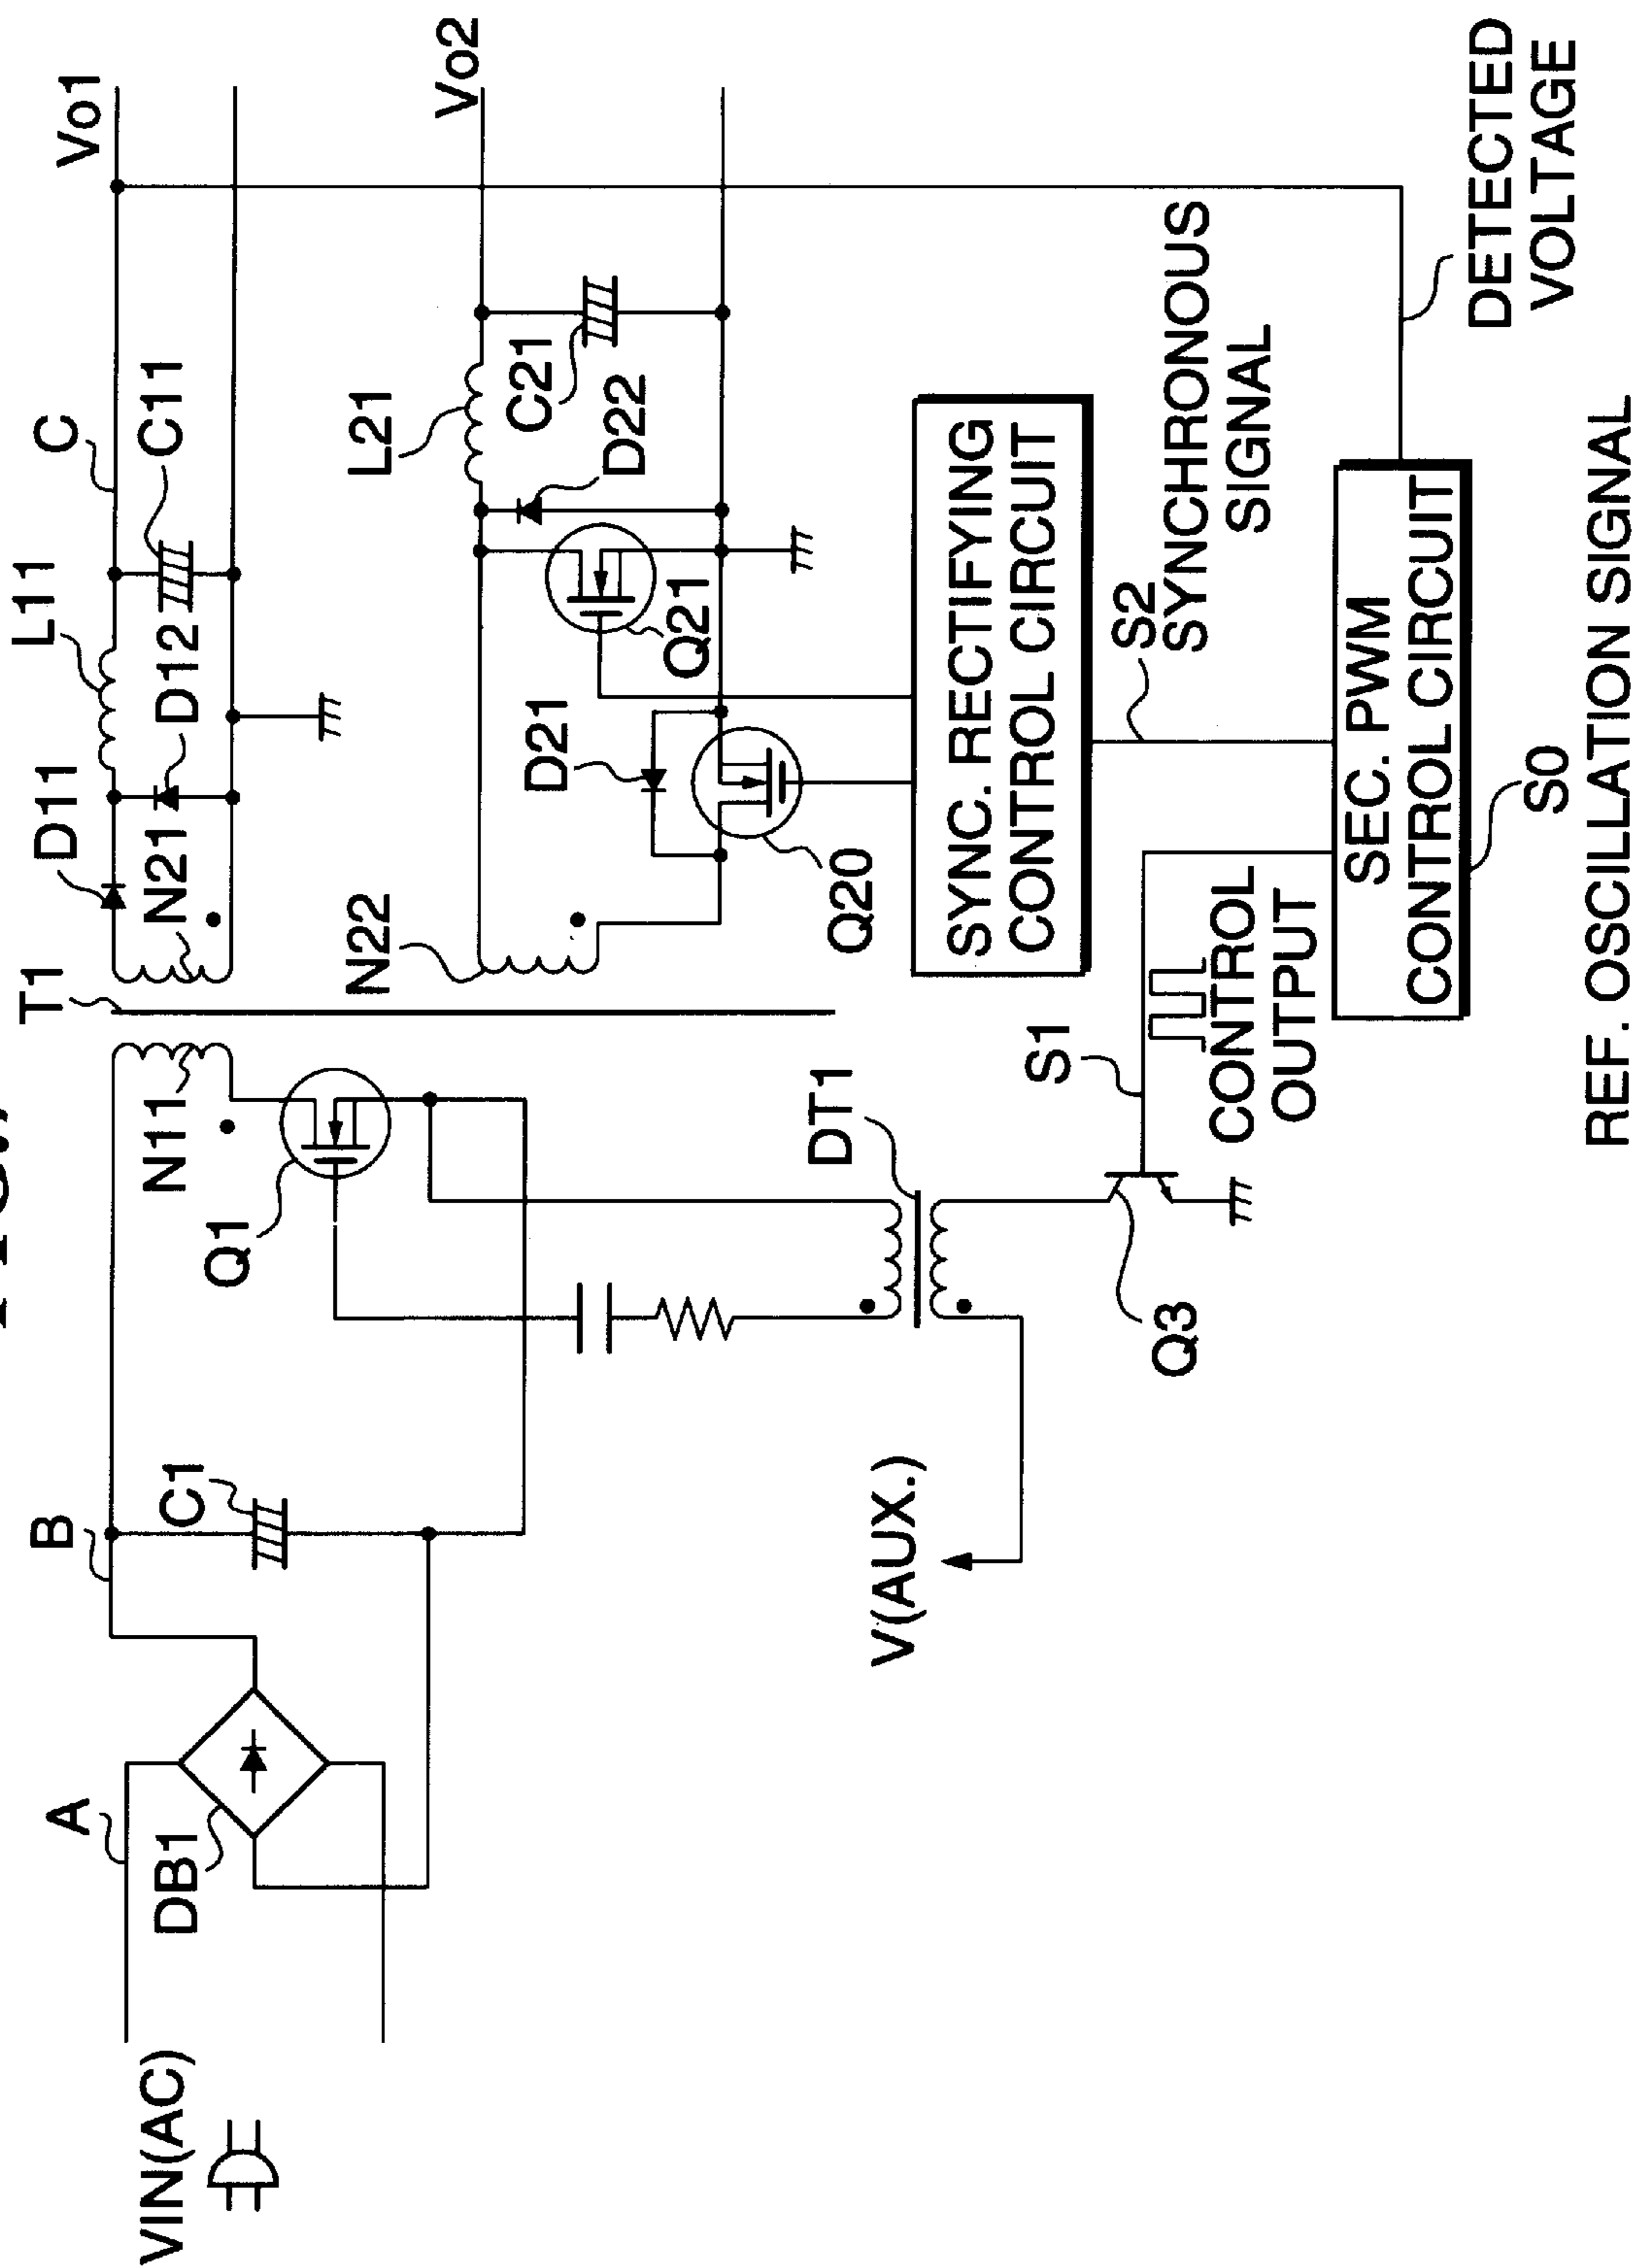 VIN(AC)
A
DB1
B
C1
Q1
N11
T1
N21
D11
D12
L11
C11
C
Vo1
N22
Q20
D21
Q21
L21
D22
C21
Vo2
V(AUX.)
DT1
Q3
S1
CONTROL
OUTPUT
SYNC. RECTIFYING
CONTROL CIRCUIT
S2
SYNCHRONOUS
SIGNAL
SEC. PWM
CONTROL CIRCUIT
S0
REF. OSCILLATION SIGNAL
DETECTED
VOLTAGE